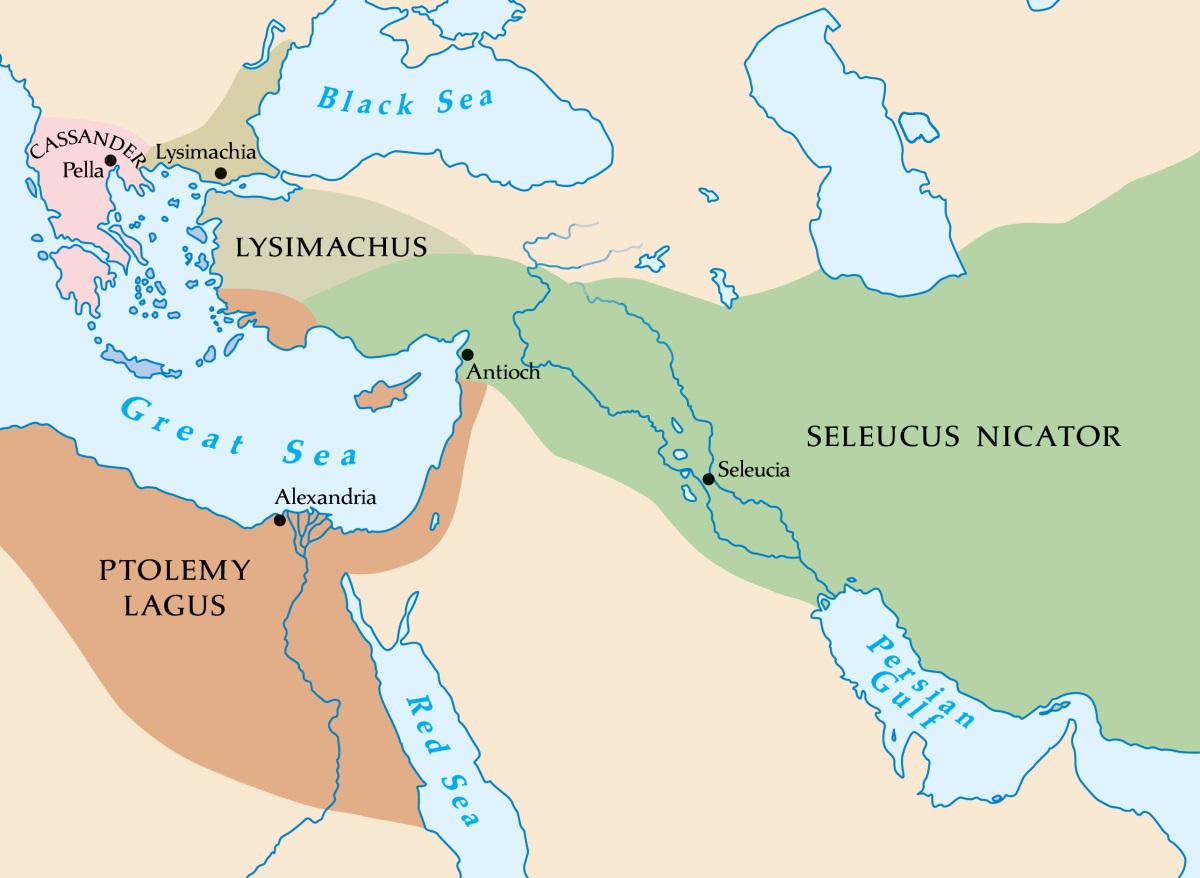 Black Sea
CASSANDER
Pella
Lysimachia
LYSIMACHUS
Antioch
Great Sea
SELEUCUS NICATOR
Seleucia
Alexandria
PTOLEMY
LAGUS
Persian
Gulf
Red Sea